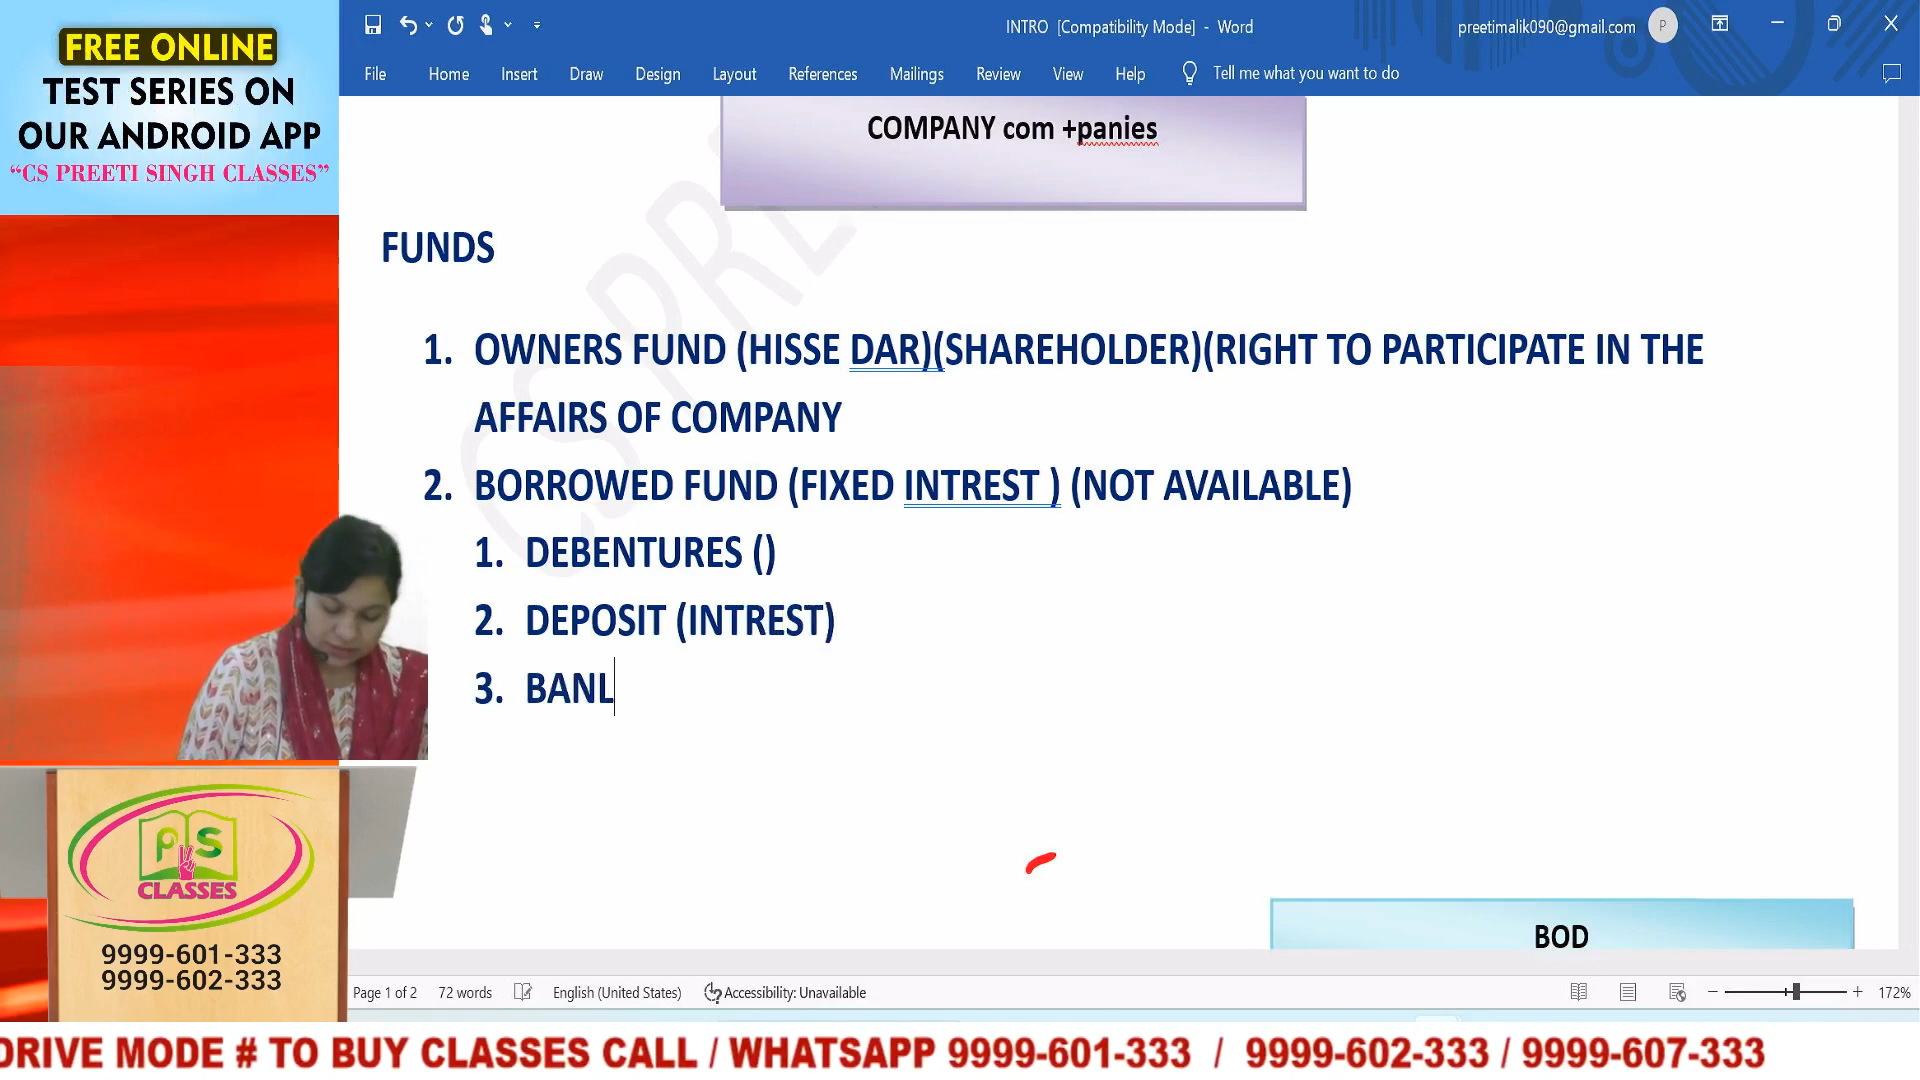 FREE ONLINE
TEST SERIES ON
OUR ANDROID APP
“CS PREETI SINGH CLASSES”
INTRO [Compatibility Mode] - Word
preetimalik090@gmail.com
P
File Home Insert Draw Design Layout References Mailings Review View Help Tell me what you want to do
COMPANY com +panies
CS PRE
FUNDS
1. OWNERS FUND (HISSE DAR)(SHAREHOLDER)(RIGHT TO PARTICIPATE IN THE
AFFAIRS OF COMPANY
2. BORROWED FUND (FIXED INTREST ) (NOT AVAILABLE)
1. DEBENTURES ()
2. DEPOSIT (INTREST)
3. BANL
BOD
PS
CLASSES
9999-601-333
9999-602-333
Page 1 of 2 72 words English (United States) Accessibility: Unavailable 172%
DRIVE MODE # TO BUY CLASSES CALL / WHATSAPP 9999-601-333 / 9999-602-333 / 9999-607-333